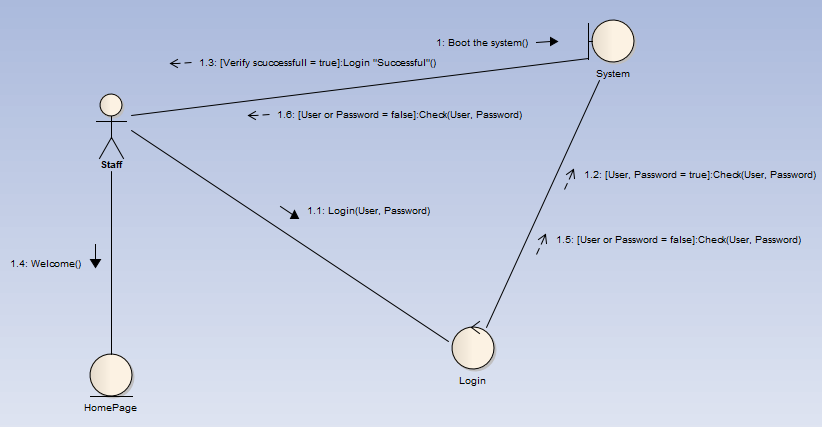 1: Boot the system()
System
1.3: [Verify scuccessfull = true]:Login "Successful"()
1.6: [User or Password = false]:Check(User, Password)
Staff
1.2: [User, Password = true]:Check(User, Password)
1.1: Login(User, Password)
1.5: [User or Password = false]:Check(User, Password)
1.4: Welcome()
Login
HomePage